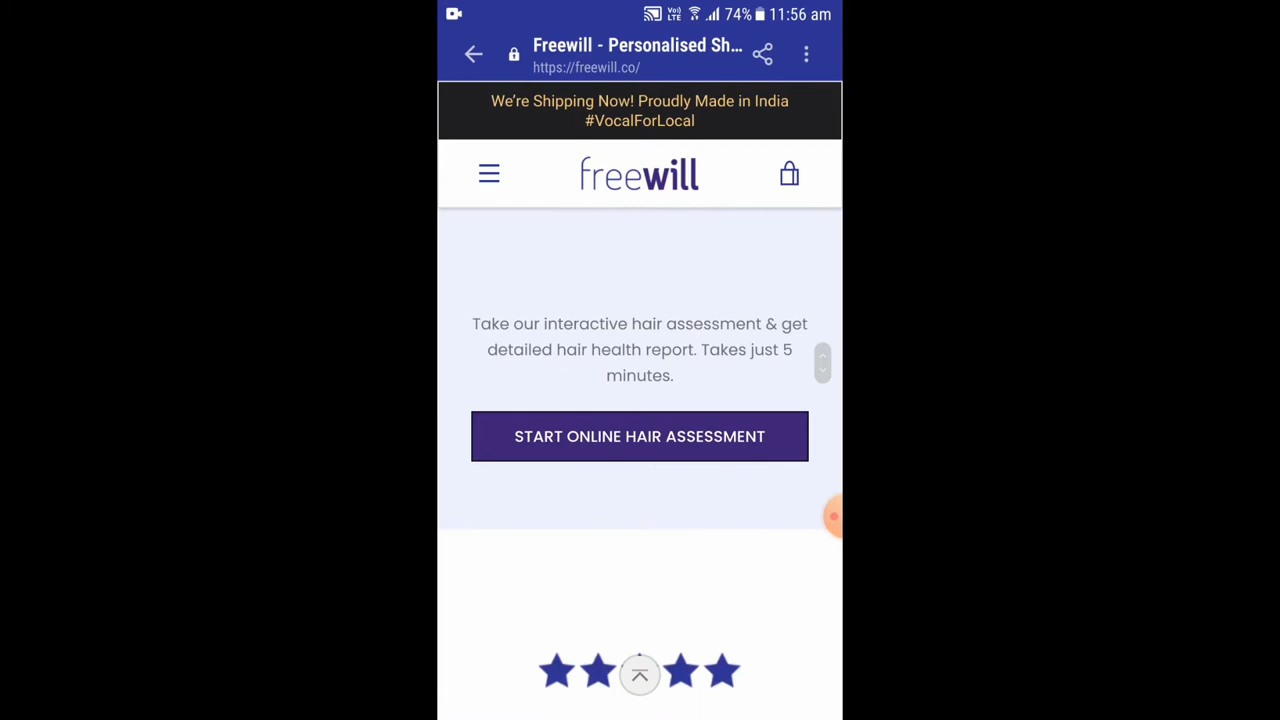 VoLTE 74% 11:56 am
Freewill - Personalised Sh...
https://freewill.co/
We're Shipping Now! Proudly Made in India
#VocalForLocal
freewill
Take our interactive hair assessment & get
detailed hair health report. Takes just 5
minutes.
START ONLINE HAIR ASSESSMENT